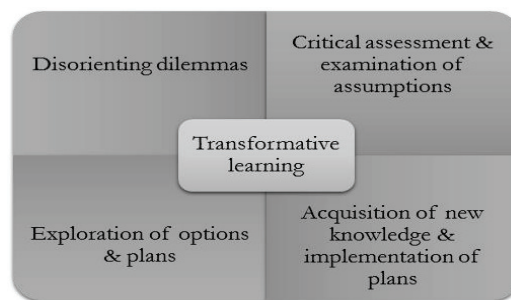 Disorienting dilemmas
Critical assessment &
examination of
assumptions
Transformative
learning
Exploration of options
& plans
Acquisition of new
knowledge &
implementation of
plans